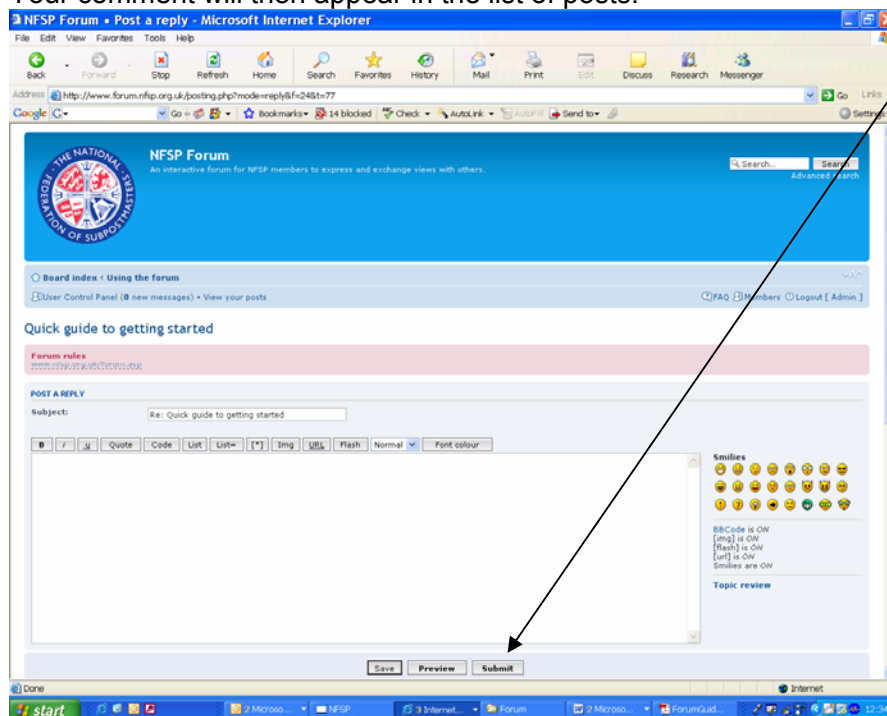 Your comment will then appear in the list of posts.
NFSP Forum • Post a reply - Microsoft Internet Explorer
File Edit View Favorites Tools Help
Back Forward Stop Refresh Home Search Favorites History Mail Print Edit Discuss Research Messenger
Address http://www.forum.nfsp.org.uk/posting.php?mode=reply&f=24&t=77 Go Links
Google G Go Bookmarks 14 blocked Check AutoLink AutoFill Send to Settings
THE NATIONAL FEDERATION OF SUBPOSTMASTERS
NFSP Forum
An interactive forum for NFSP members to express and exchange views with others.
Search... Search
Advanced search
Board index ‹ Using the forum
User Control Panel (0 new messages) • View your posts FAQ Members Logout [ Admin ]
Quick guide to getting started
Forum rules
POST A REPLY
Subject: Re: Quick guide to getting started
B i u Quote Code List List= [*] Img URL Flash Normal Font colour
Smilies
BBCode is ON
[img] is ON
[flash] is ON
[url] is ON
Smilies are ON
Topic review
Save Preview Submit
Done Internet
start 2 Microso... NFSP 3 Internet... Forum 2 Microso... ForumGuid...